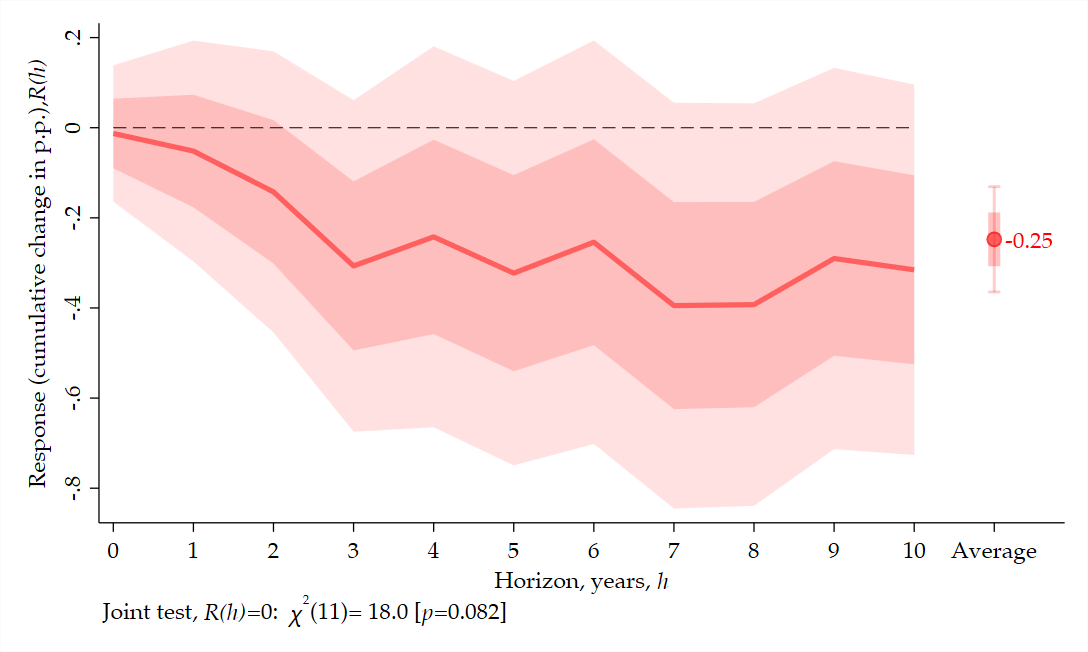 Response (cumulative change in p.p.),R(h)
.2
0
-.2
-.4
-.6
-.8
0 1 2 3 4 5 6 7 8 9 10 Average
-0.25
Horizon, years, h
Joint test, R(h)=0: χ²(11)= 18.0 [p=0.082]